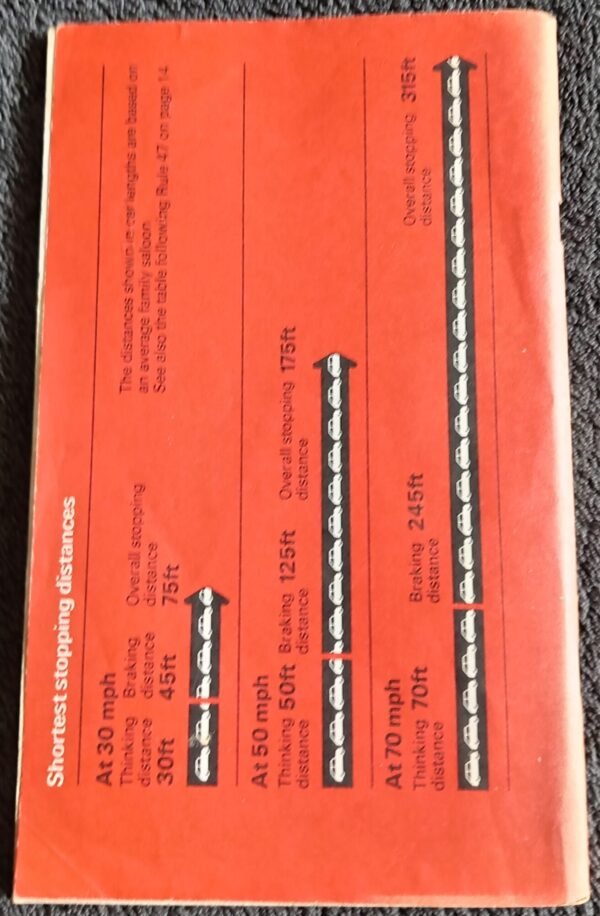 Shortest stopping distances
At 30 mph
Thinking
distance
30ft
Braking
distance
45ft
Overall stopping
distance
75ft
The distances shown in car lengths are based on
an average family saloon
See also the table following Rule 47 on page 14.
At 50 mph
Thinking 50ft
distance
Braking 125ft
distance
Overall stopping 175ft
distance
At 70 mph
Thinking 70ft
distance
Braking 245ft
distance
Overall stopping 315ft
distance